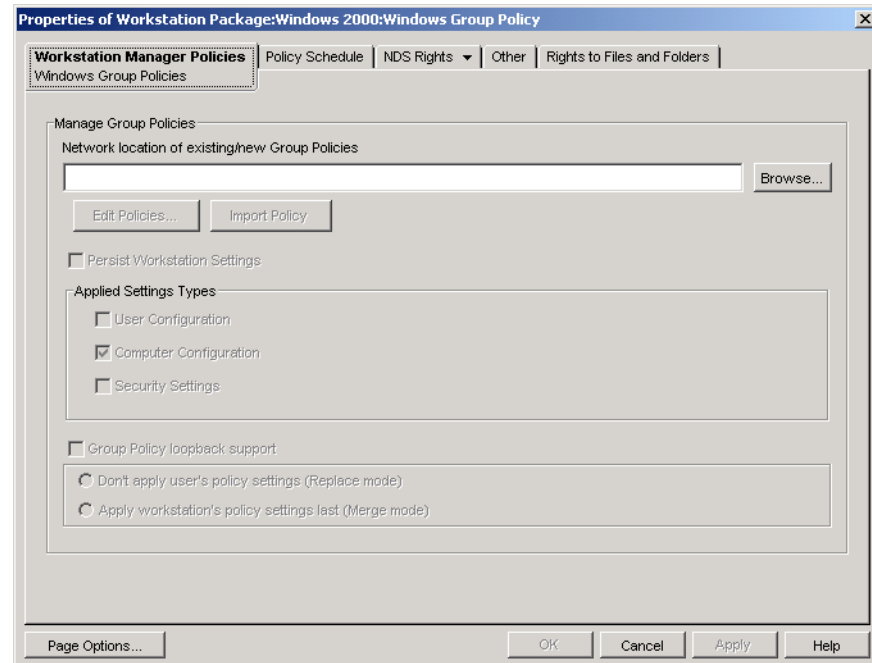 Properties of Workstation Package:Windows 2000:Windows Group Policy
Workstation Manager Policies Policy Schedule NDS Rights Other Rights to Files and Folders
Windows Group Policies
Manage Group Policies
Network location of existing/new Group Policies
Browse...
Edit Policies... Import Policy
Persist Workstation Settings
Applied Settings Types
User Configuration
Computer Configuration
Security Settings
Group Policy loopback support
Don't apply user's policy settings (Replace mode)
Apply workstation's policy settings last (Merge mode)
Page Options... OK Cancel Apply Help